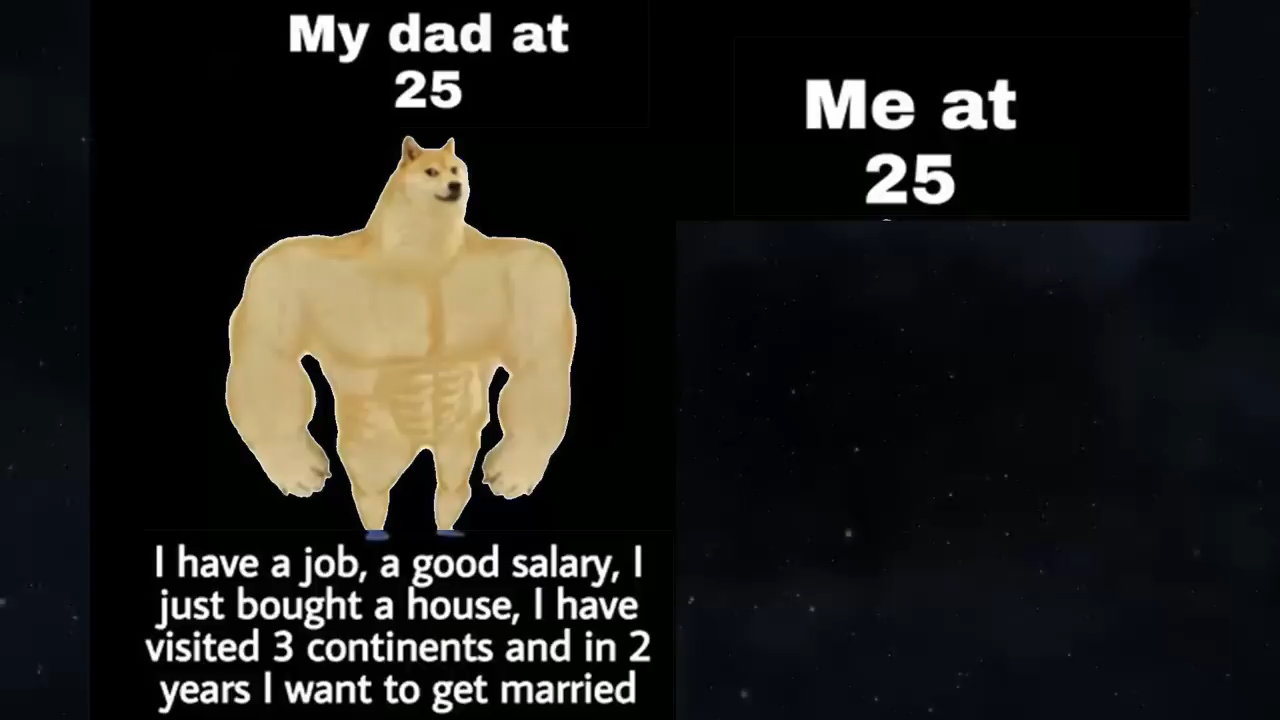 My dad at
25
I have a job, a good salary, I
just bought a house, I have
visited 3 continents and in 2
years I want to get married
Me at
25